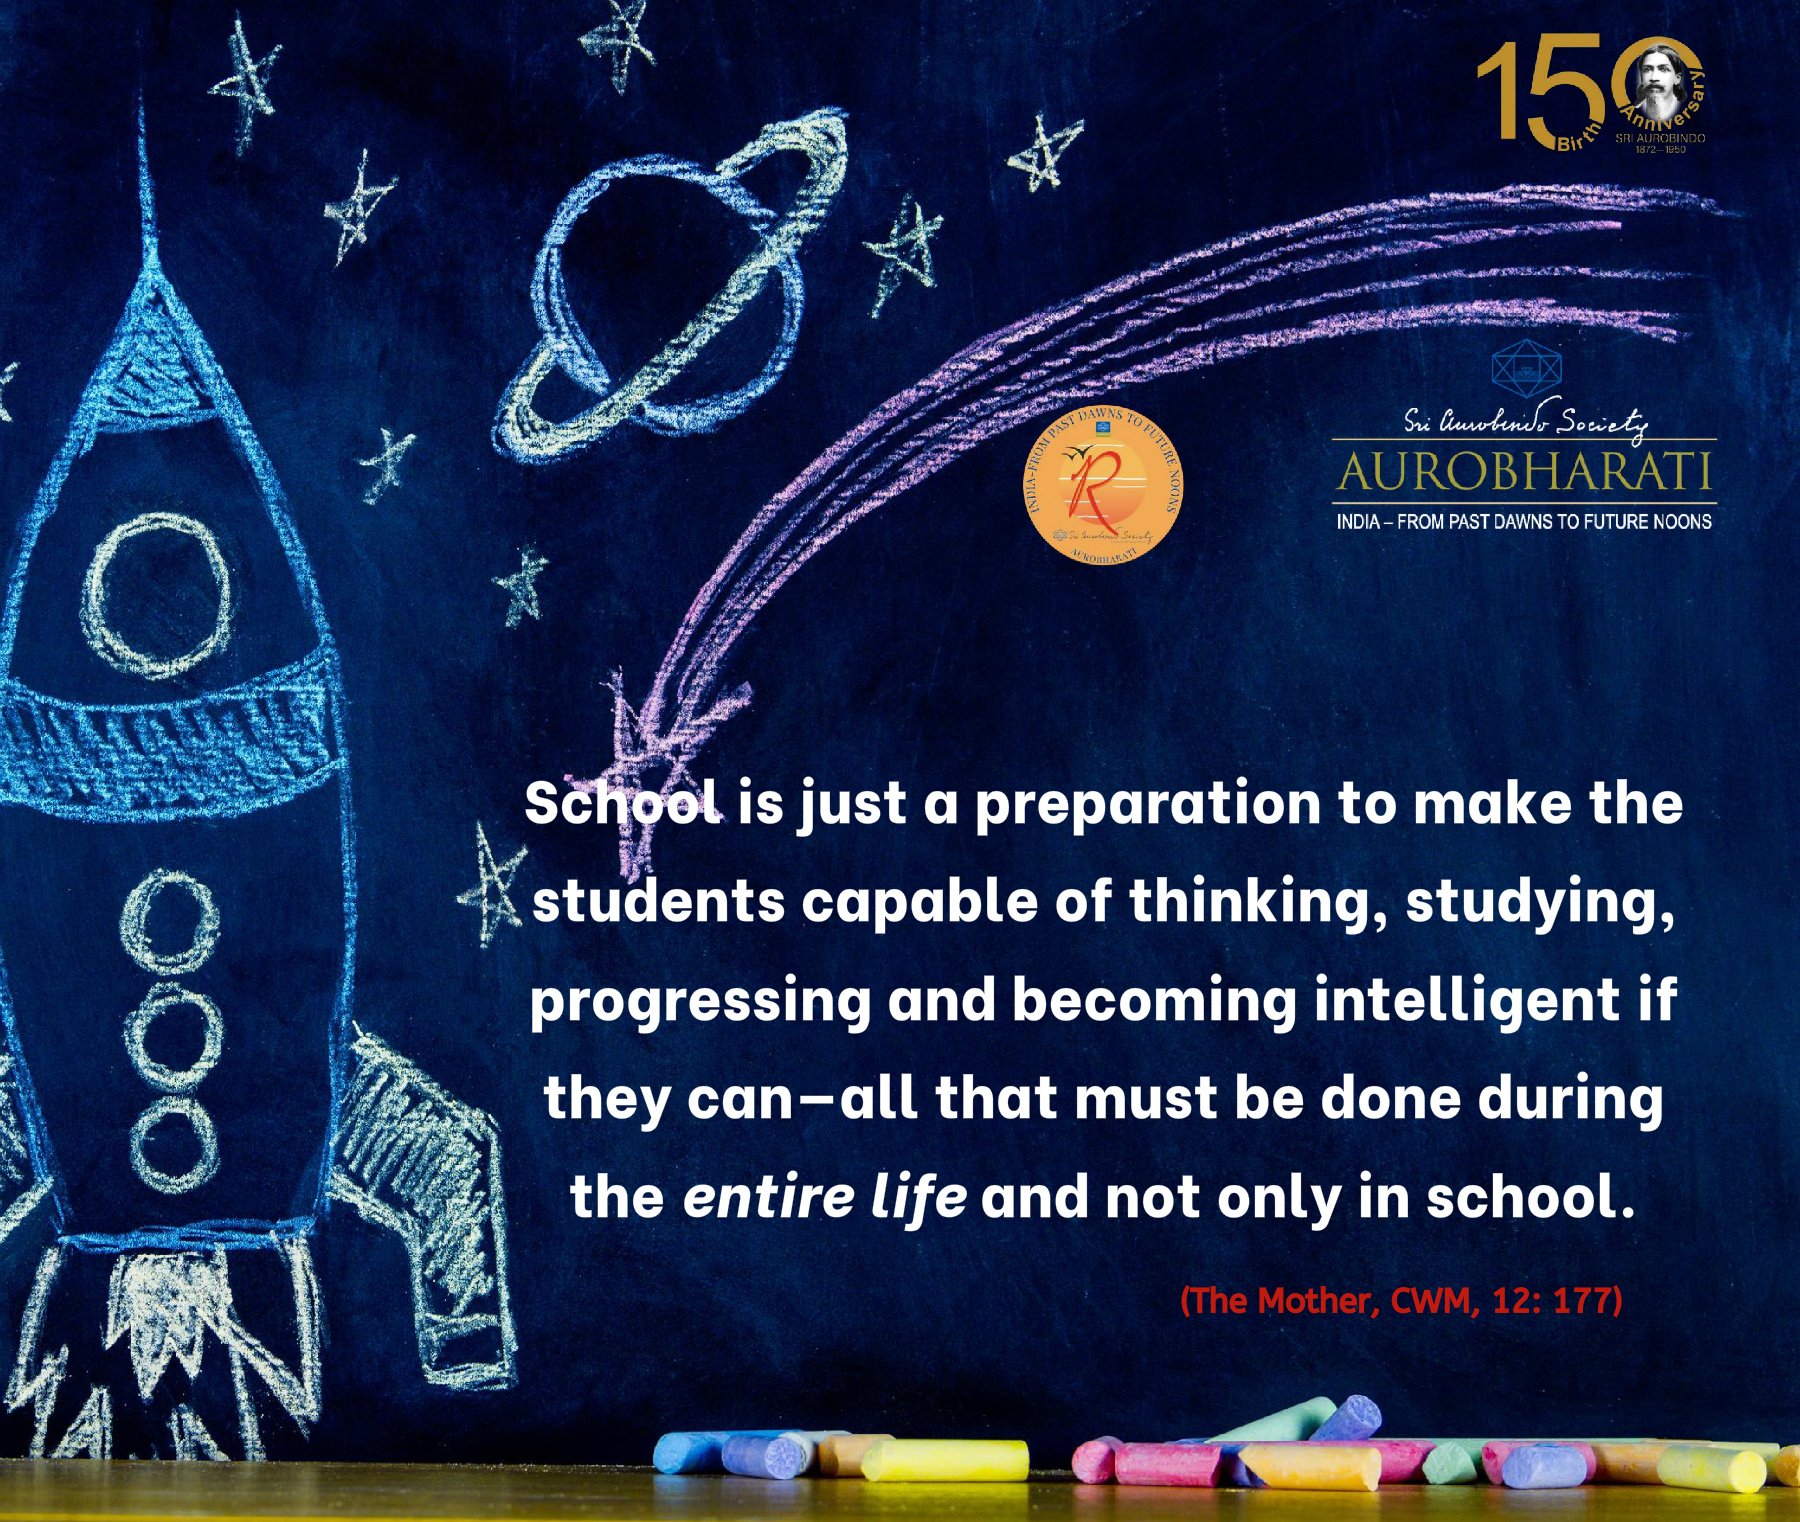 150
Birth Anniversary
SRI AUROBINDO
1872—1950
INDIA–FROM PAST DAWNS TO FUTURE NOONS
R
Sri Aurobindo Society
AUROBHARATI
Sri Aurobindo Society
AUROBHARATI
INDIA – FROM PAST DAWNS TO FUTURE NOONS
School is just a preparation to make the
students capable of thinking, studying,
progressing and becoming intelligent if
they can—all that must be done during
the entire life and not only in school.
(The Mother, CWM, 12: 177)